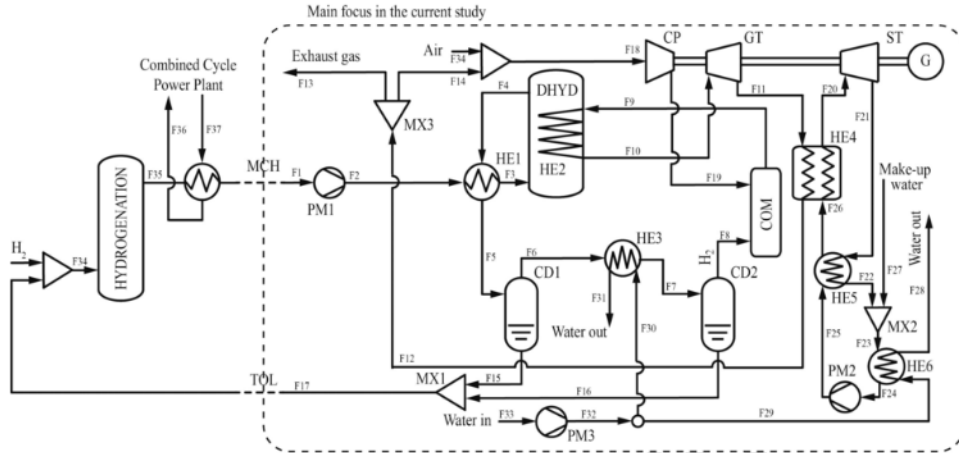 Main focus in the current study
Combined Cycle
Power Plant
F36
F37
HYDROGENATION
F35
H2
F34
MCH
F1
PM1
F2
Exhaust gas
F13
F14
Air
F34
MX3
F18
CP
GT
ST
G
F4
DHYD
HE2
F9
F10
HE1
F3
F5
F11
F20
F21
HE4
F19
COM
Make-up
water
Water out
F26
F6
HE3
F8
H2
CD1
CD2
F7
F31
F30
Water out
HE5
F22
F27
F28
MX2
F25
F23
HE6
PM2
F24
F12
MX1
F15
F16
TOL
F17
Water in
F33
F32
PM3
F29